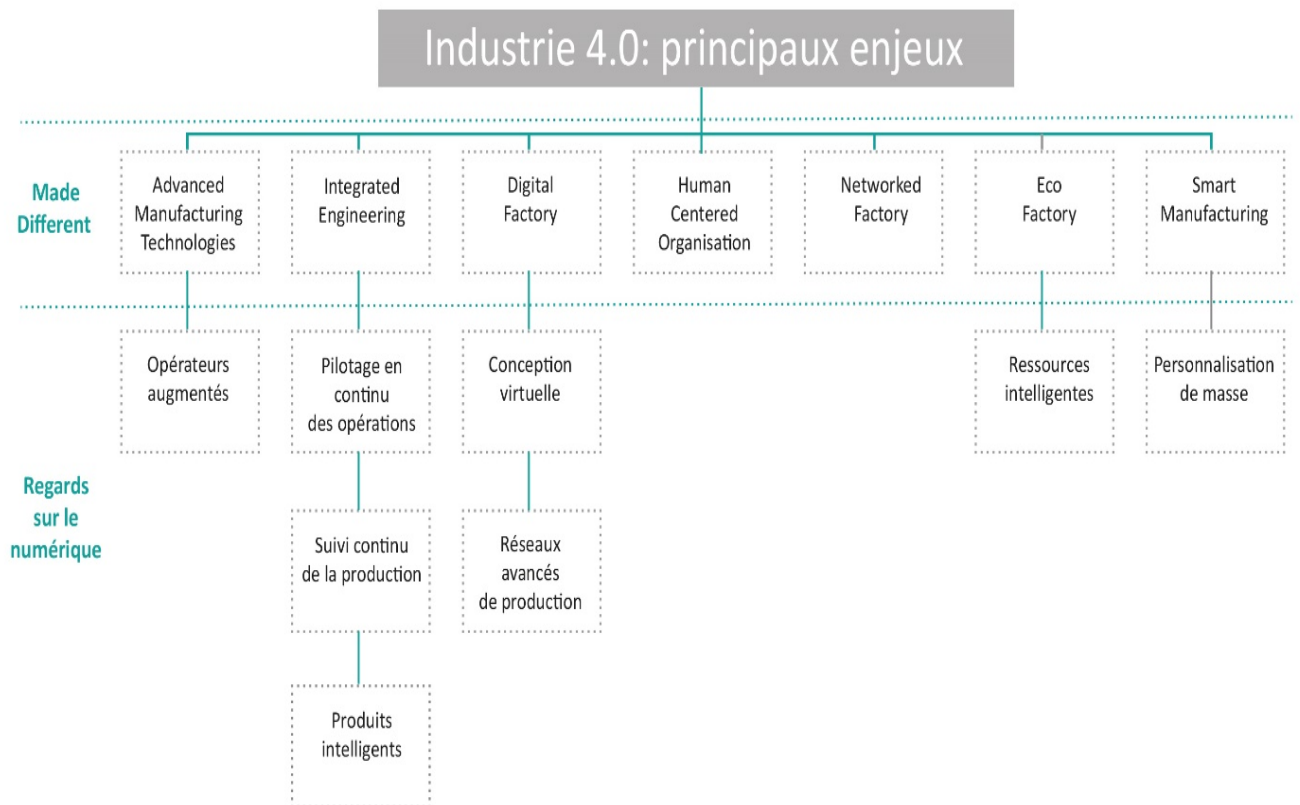 Industrie 4.0: principaux enjeux
Made
Different
Advanced
Manufacturing
Technologies
Integrated
Engineering
Digital
Factory
Human
Centered
Organisation
Networked
Factory
Eco
Factory
Smart
Manufacturing
Regards
sur le
numérique
Opérateurs
augmentés
Pilotage en
continu
des opérations
Conception
virtuelle
Ressources
intelligentes
Personnalisation
de masse
Suivi continu
de la production
Réseaux
avancés
de production
Produits
intelligents